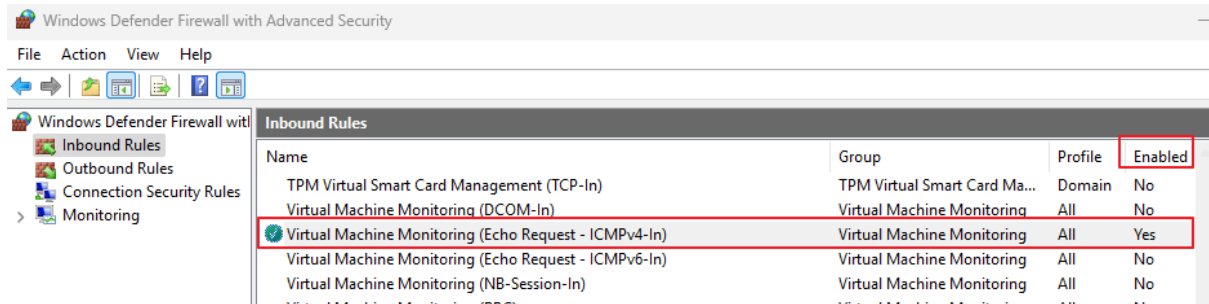 Windows Defender Firewall with Advanced Security
File Action View Help
Windows Defender Firewall witl
Inbound Rules
Outbound Rules
Connection Security Rules
Monitoring
Inbound Rules
Name Group Profile Enabled
TPM Virtual Smart Card Management (TCP-In) TPM Virtual Smart Card Ma... Domain No
Virtual Machine Monitoring (DCOM-In) Virtual Machine Monitoring All No
Virtual Machine Monitoring (Echo Request - ICMPv4-In) Virtual Machine Monitoring All Yes
Virtual Machine Monitoring (Echo Request - ICMPv6-In) Virtual Machine Monitoring All No
Virtual Machine Monitoring (NB-Session-In) Virtual Machine Monitoring All No